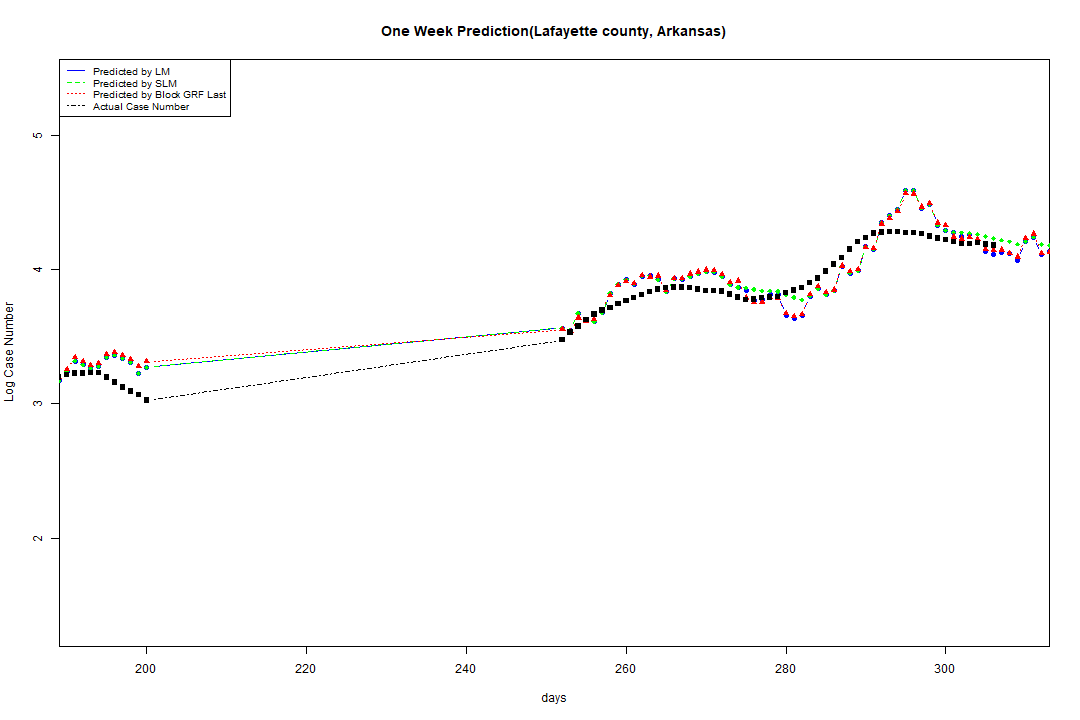 One Week Prediction(Lafayette county, Arkansas)
Predicted by LM
Predicted by SLM
Predicted by Block GRF Last
Actual Case Number
5
4
3
2
Log Case Number
200 220 240 260 280 300
days